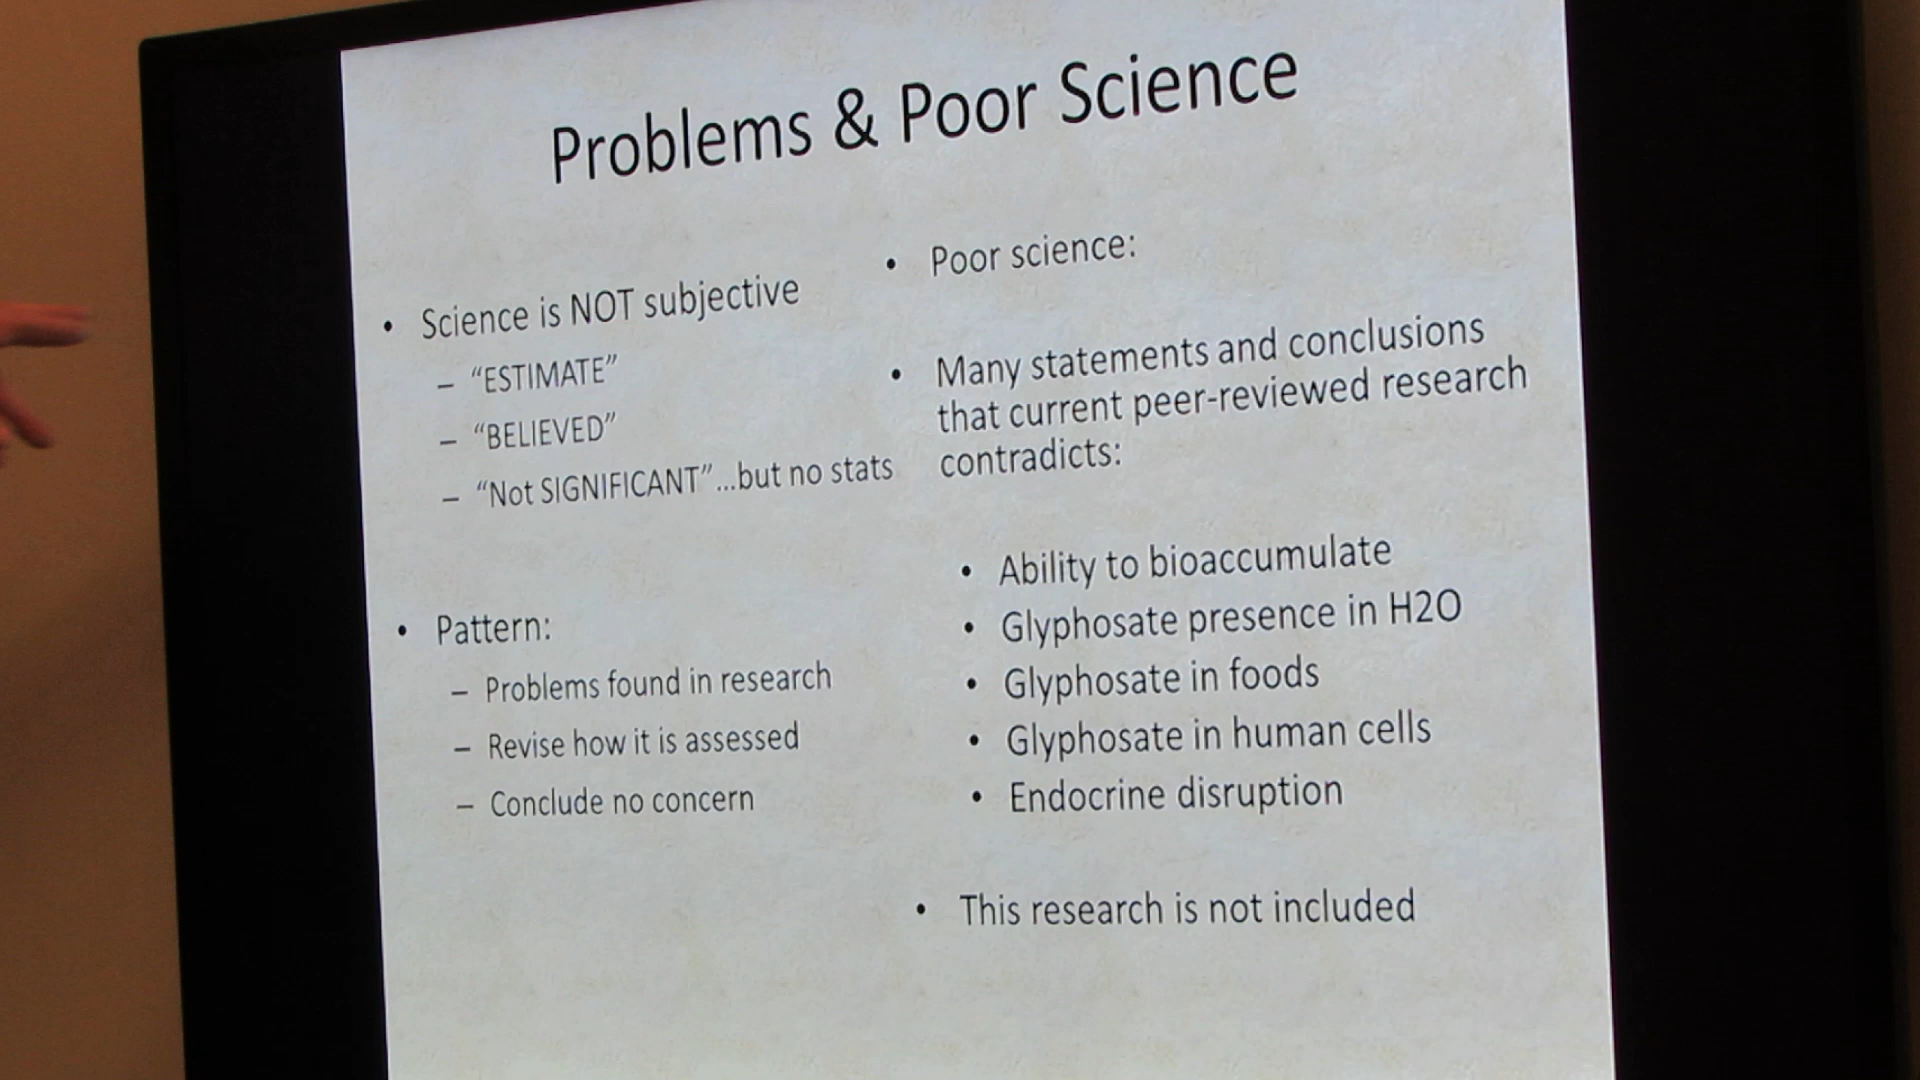 Problems & Poor Science
• Science is NOT subjective
– “ESTIMATE”
– “BELIEVED”
– “Not SIGNIFICANT”...but no stats
• Pattern:
– Problems found in research
– Revise how it is assessed
– Conclude no concern
• Poor science:
• Many statements and conclusions
that current peer-reviewed research
contradicts:
• Ability to bioaccumulate
• Glyphosate presence in H2O
• Glyphosate in foods
• Glyphosate in human cells
• Endocrine disruption
• This research is not included